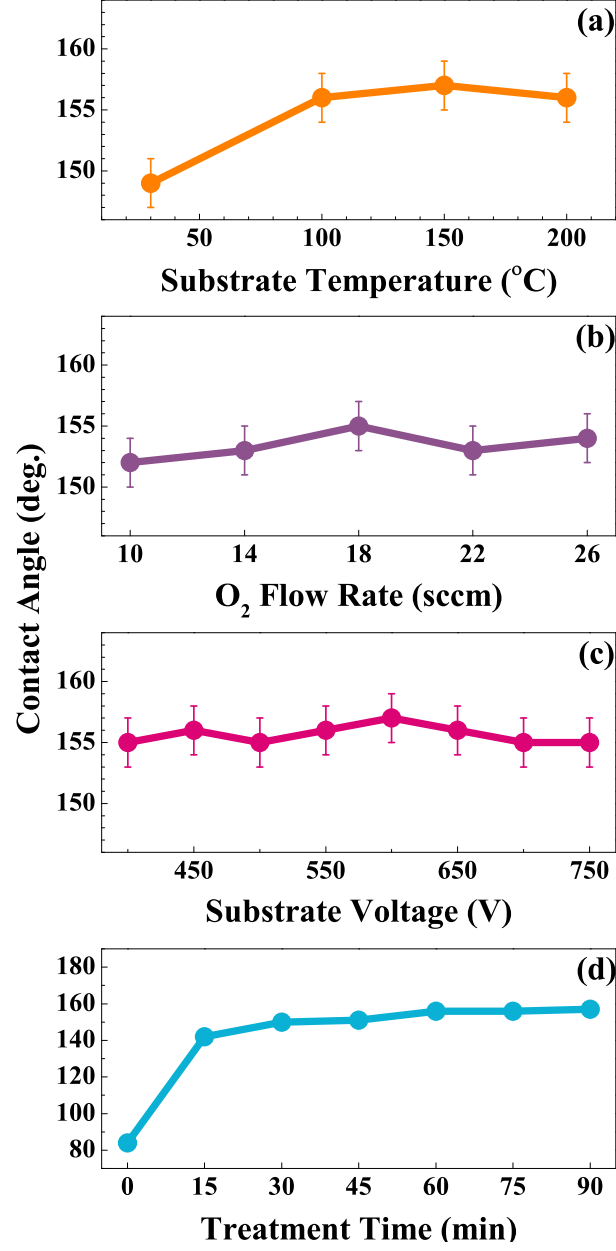 (a)
160
155
150
50 100 150 200
Substrate Temperature (°C)
(b)
160
155
150
10 14 18 22 26
O₂ Flow Rate (sccm)
Contact Angle (deg.)
(c)
160
155
150
450 550 650 750
Substrate Voltage (V)
(d)
180
160
140
120
100
80
0 15 30 45 60 75 90
Treatment Time (min)